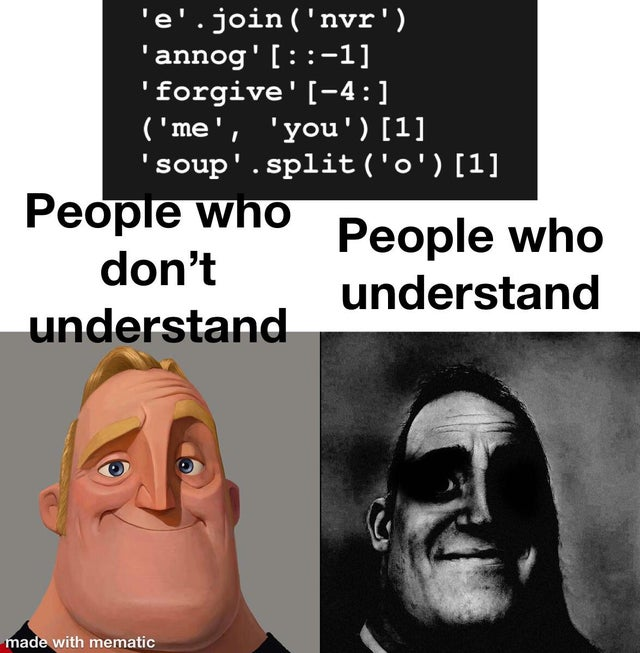 'e'.join('nvr')
'annog'[::-1]
'forgive'[-4:]
('me', 'you')[1]
'soup'.split('o')[1]
People who
don’t
understand
People who
understand
made with mematic